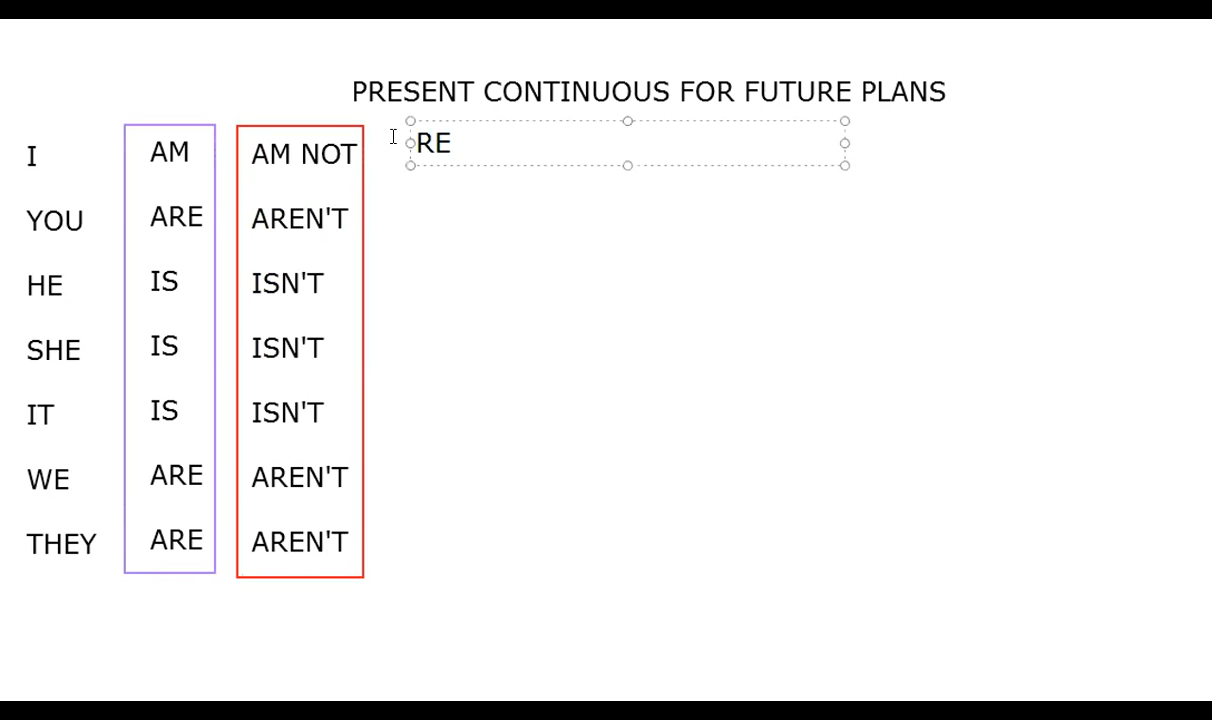 PRESENT CONTINUOUS FOR FUTURE PLANS
RE
I AM AM NOT
YOU ARE AREN'T
HE IS ISN'T
SHE IS ISN'T
IT IS ISN'T
WE ARE AREN'T
THEY ARE AREN'T